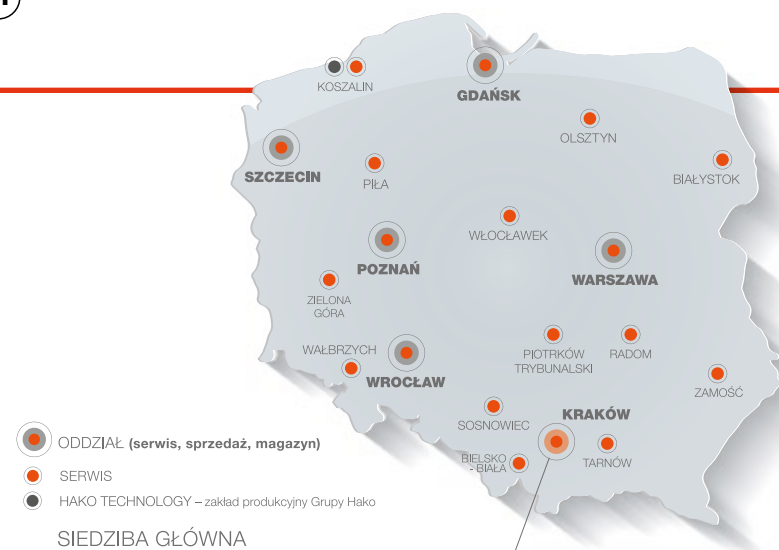 KOSZALIN
GDAŃSK
OLSZTYN
SZCZECIN
PIŁA
BIAŁYSTOK
WŁOCŁAWEK
POZNAŃ
WARSZAWA
ZIELONA
GÓRA
WAŁBRZYCH
WROCŁAW
PIOTRKÓW
TRYBUNALSKI
RADOM
ZAMOŚĆ
SOSNOWIEC
KRAKÓW
BIELSKO
- BIAŁA
TARNÓW
ODDZIAŁ (serwis, sprzedaż, magazyn)
SERWIS
HAKO TECHNOLOGY – zakład produkcyjny Grupy Hako
SIEDZIBA GŁÓWNA